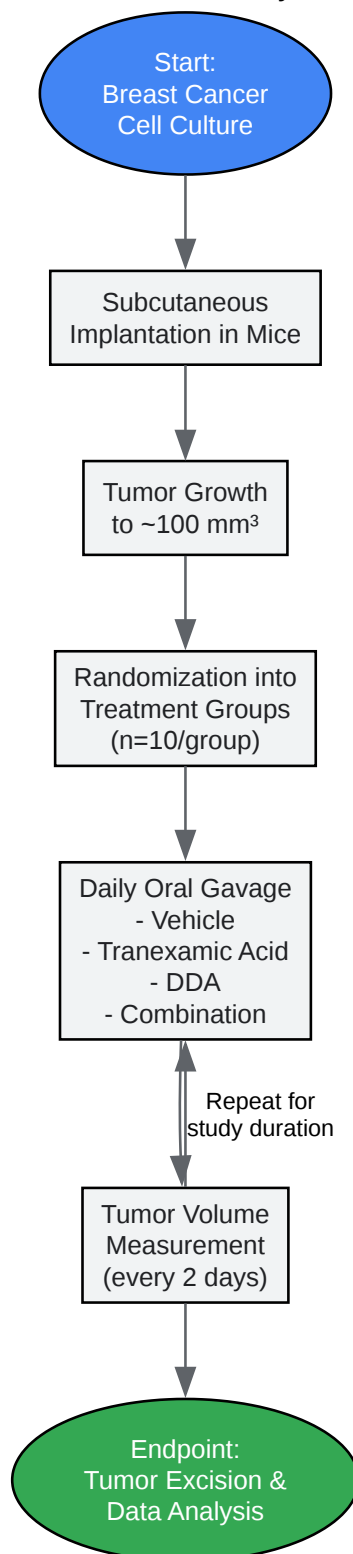 Start:
Breast Cancer
Cell Culture
Subcutaneous
Implantation in Mice
Tumor Growth
to ~100 mm³
Randomization into
Treatment Groups
(n=10/group)
Daily Oral Gavage
- Vehicle
- Tranexamic Acid
- DDA
- Combination
Repeat for
study duration
Tumor Volume
Measurement
(every 2 days)
Endpoint:
Tumor Excision &
Data Analysis